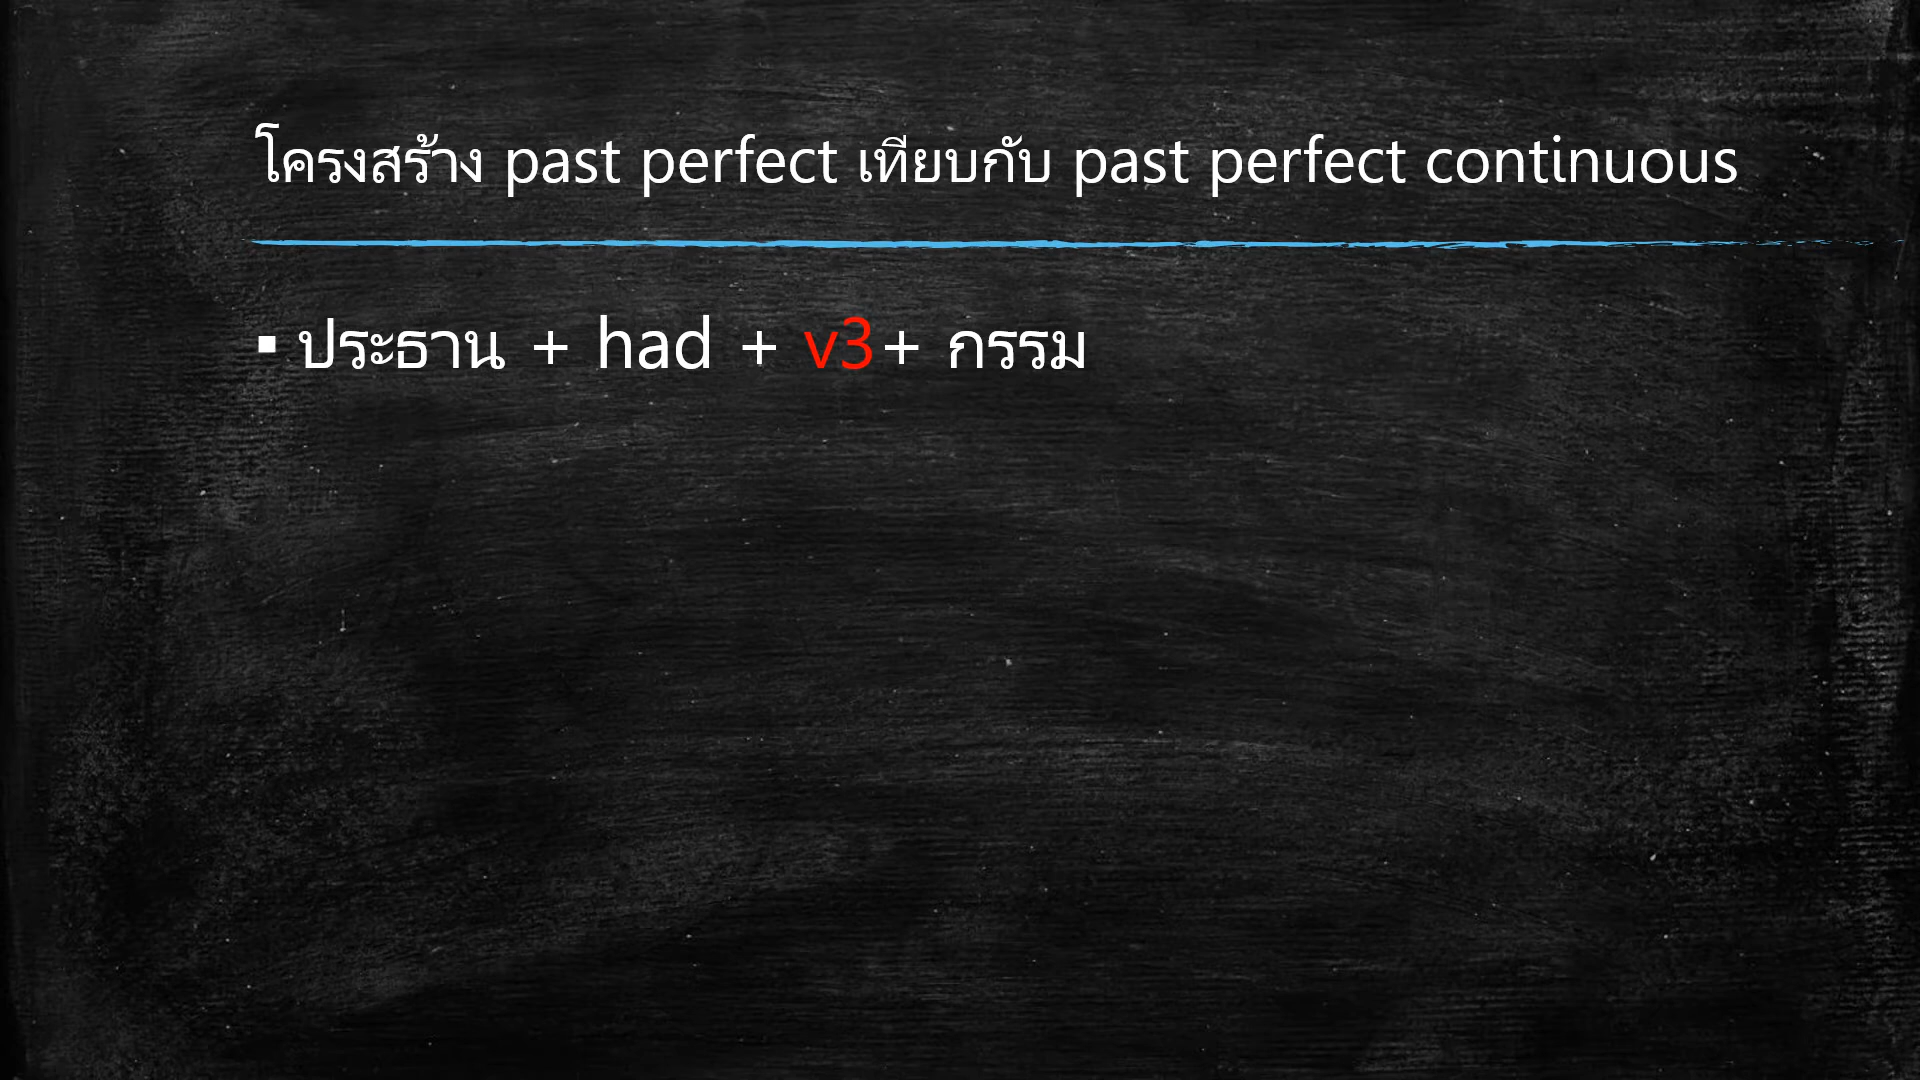 โครงสร้าง past perfect เทียบกับ past perfect continuous
▪ ประธาน + had + v3+ กรรม